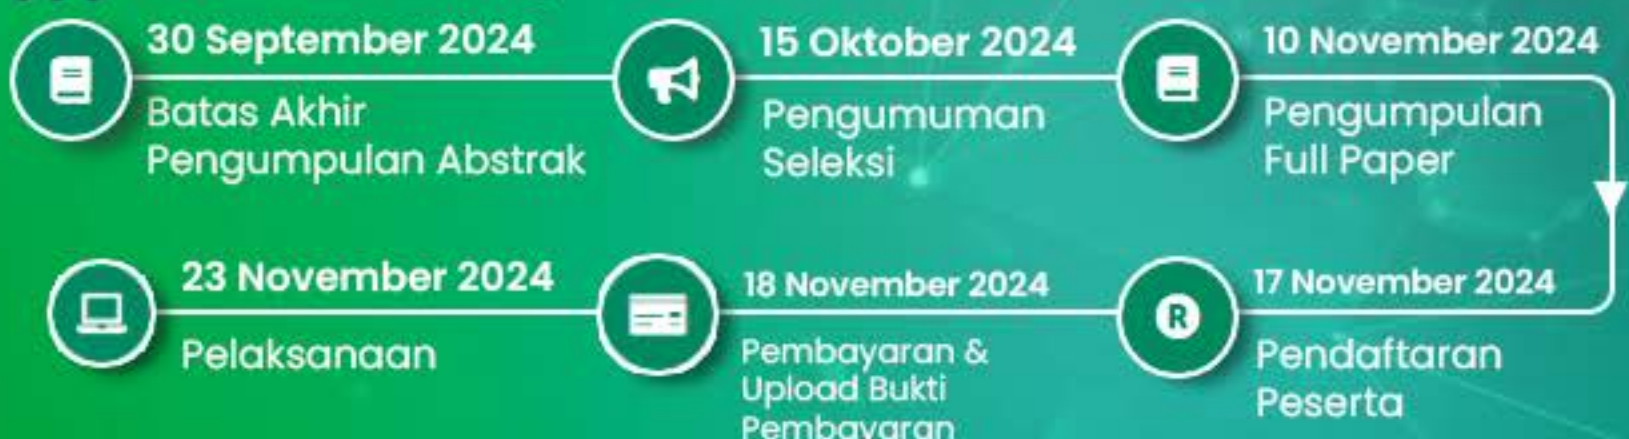 30 September 2024
Batas Akhir
Pengumpulan Abstrak
15 Oktober 2024
Pengumuman
Seleksi
10 November 2024
Pengumpulan
Full Paper
17 November 2024
Pendaftaran
Peserta
18 November 2024
Pembayaran &
Upload Bukti
Pembayaran
23 November 2024
Pelaksanaan